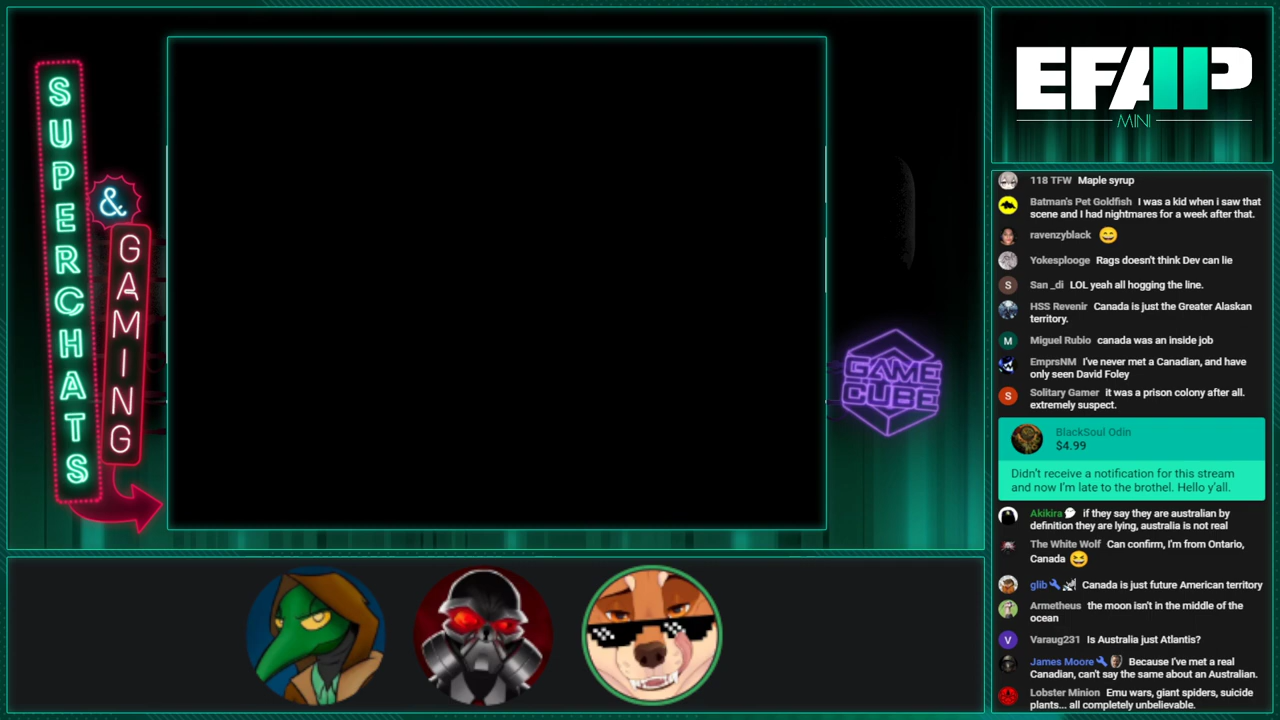 SUPERCHATS
&
GAMING
GAME
CUBE
EFAP
MINI
118 TFW Maple syrup
Batman's Pet Goldfish I was a kid when i saw that
scene and I had nightmares for a week after that.
ravenzyblack
Yokesplooge Rags doesn't think Dev can lie
S
San _di LOL yeah all hogging the line.
HSS Revenir Canada is just the Greater Alaskan
territory.
M
Miguel Rubio canada was an inside job
EmprsNM I've never met a Canadian, and have
only seen David Foley
S
Solitary Gamer it was a prison colony after all.
extremely suspect.
BlackSoul Odin
$4.99
Didn't receive a notification for this stream
and now I'm late to the brothel. Hello y'all.
Akikira if they say they are australian by
definition they are lying, australia is not real
The White Wolf Can confirm, I'm from Ontario,
Canada
glib Canada is just future American territory
Armetheus the moon isn't in the middle of the
ocean
V
Varaug231 Is Australia just Atlantis?
James Moore Because I've met a real
Canadian, can't say the same about an Australian.
Lobster Minion Emu wars, giant spiders, suicide
plants... all completely unbelievable.